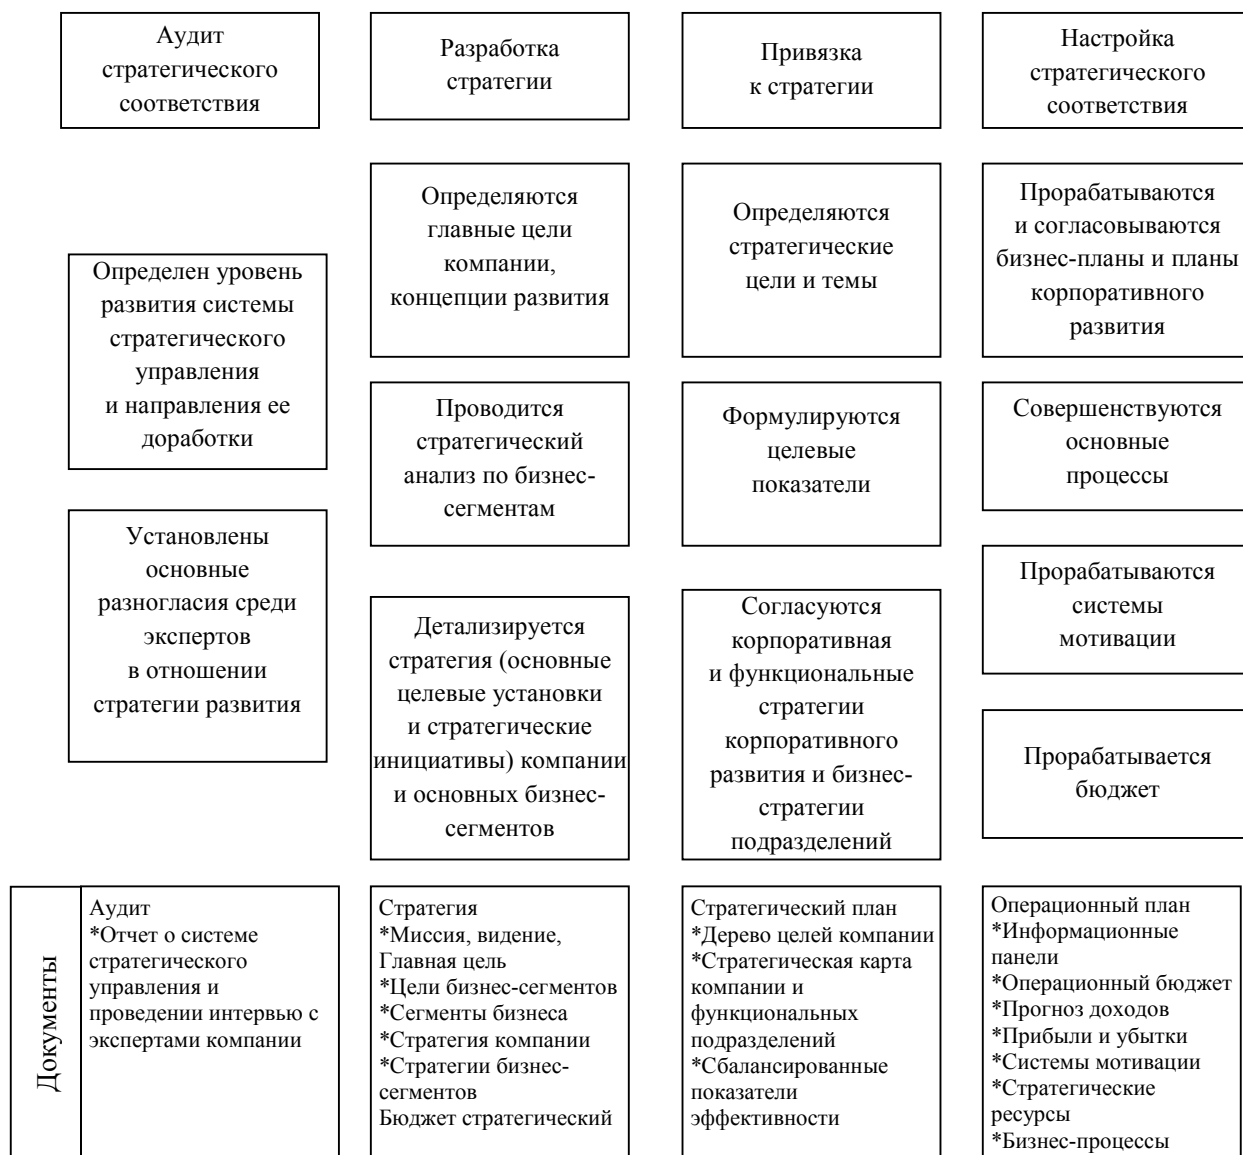 Аудит
стратегического
соответствия
Разработка
стратегии
Привязка
к стратегии
Настройка
стратегического
соответствия
Определен уровень
развития системы
стратегического
управления
и направления ее
доработки
Установлены
основные
разногласия среди
экспертов
в отношении
стратегии развития
Определяются
главные цели
компании,
концепции развития
Проводится
стратегический
анализ по бизнес-
сегментам
Детализируется
стратегия (основные
целевые установки
и стратегические
инициативы) компании
и основных бизнес-
сегментов
Определяются
стратегические
цели и темы
Формулируются
целевые
показатели
Согласуются
корпоративная
и функциональные
стратегии
корпоративного
развития и бизнес-
стратегии
подразделений
Прорабатываются
и согласовываются
бизнес-планы и планы
корпоративного
развития
Совершенствуются
основные
процессы
Прорабатываются
системы
мотивации
Прорабатывается
бюджет
Документы
Аудит
*Отчет о системе
стратегического
управления и
проведении интервью с
экспертами компании
Стратегия
*Миссия, видение,
Главная цель
*Цели бизнес-сегментов
*Сегменты бизнеса
*Стратегия компании
*Стратегии бизнес-
сегментов
Бюджет стратегический
Стратегический план
*Дерево целей компании
*Стратегическая карта
компании и
функциональных
подразделений
*Сбалансированные
показатели
эффективности
Операционный план
*Информационные
панели
*Операционный бюджет
*Прогноз доходов
*Прибыли и убытки
*Системы мотивации
*Стратегические
ресурсы
*Бизнес-процессы